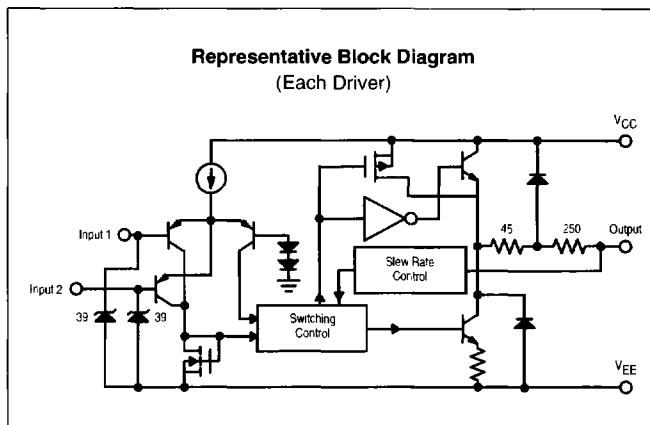 Representative Block Diagram
(Each Driver)
VCC
Input 1
45
250
Output
Slew Rate
Control
Input 2
39
39
Switching
Control
VEE